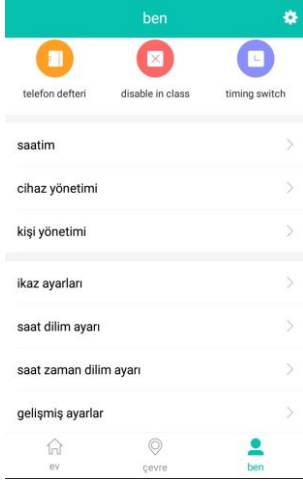 ben
telefon defteri disable in class timing switch
saatim
cihaz yönetimi
kişi yönetimi
ikaz ayarları
saat dilim ayarı
saat zaman dilim ayarı
gelişmiş ayarlar
ev çevre ben